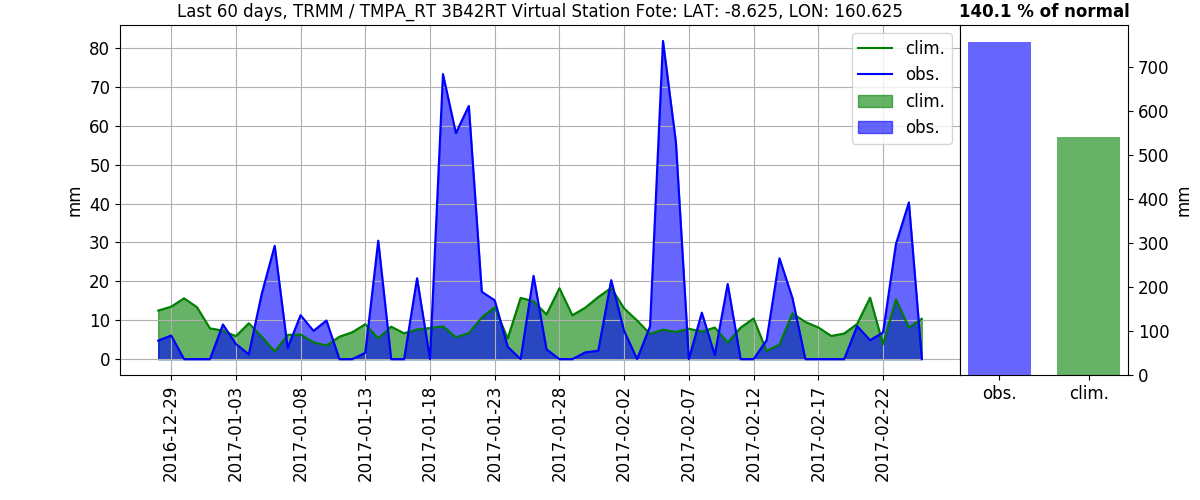 Last 60 days, TRMM / TMPA_RT 3B42RT Virtual Station Fote: LAT: -8.625, LON: 160.625
140.1 % of normal
clim.
obs.
clim.
obs.
80
70
60
50
40
30
20
10
0
mm
2016-12-29
2017-01-03
2017-01-08
2017-01-13
2017-01-18
2017-01-23
2017-01-28
2017-02-02
2017-02-07
2017-02-12
2017-02-17
2017-02-22
700
600
500
400
300
200
100
0
mm
obs.
clim.